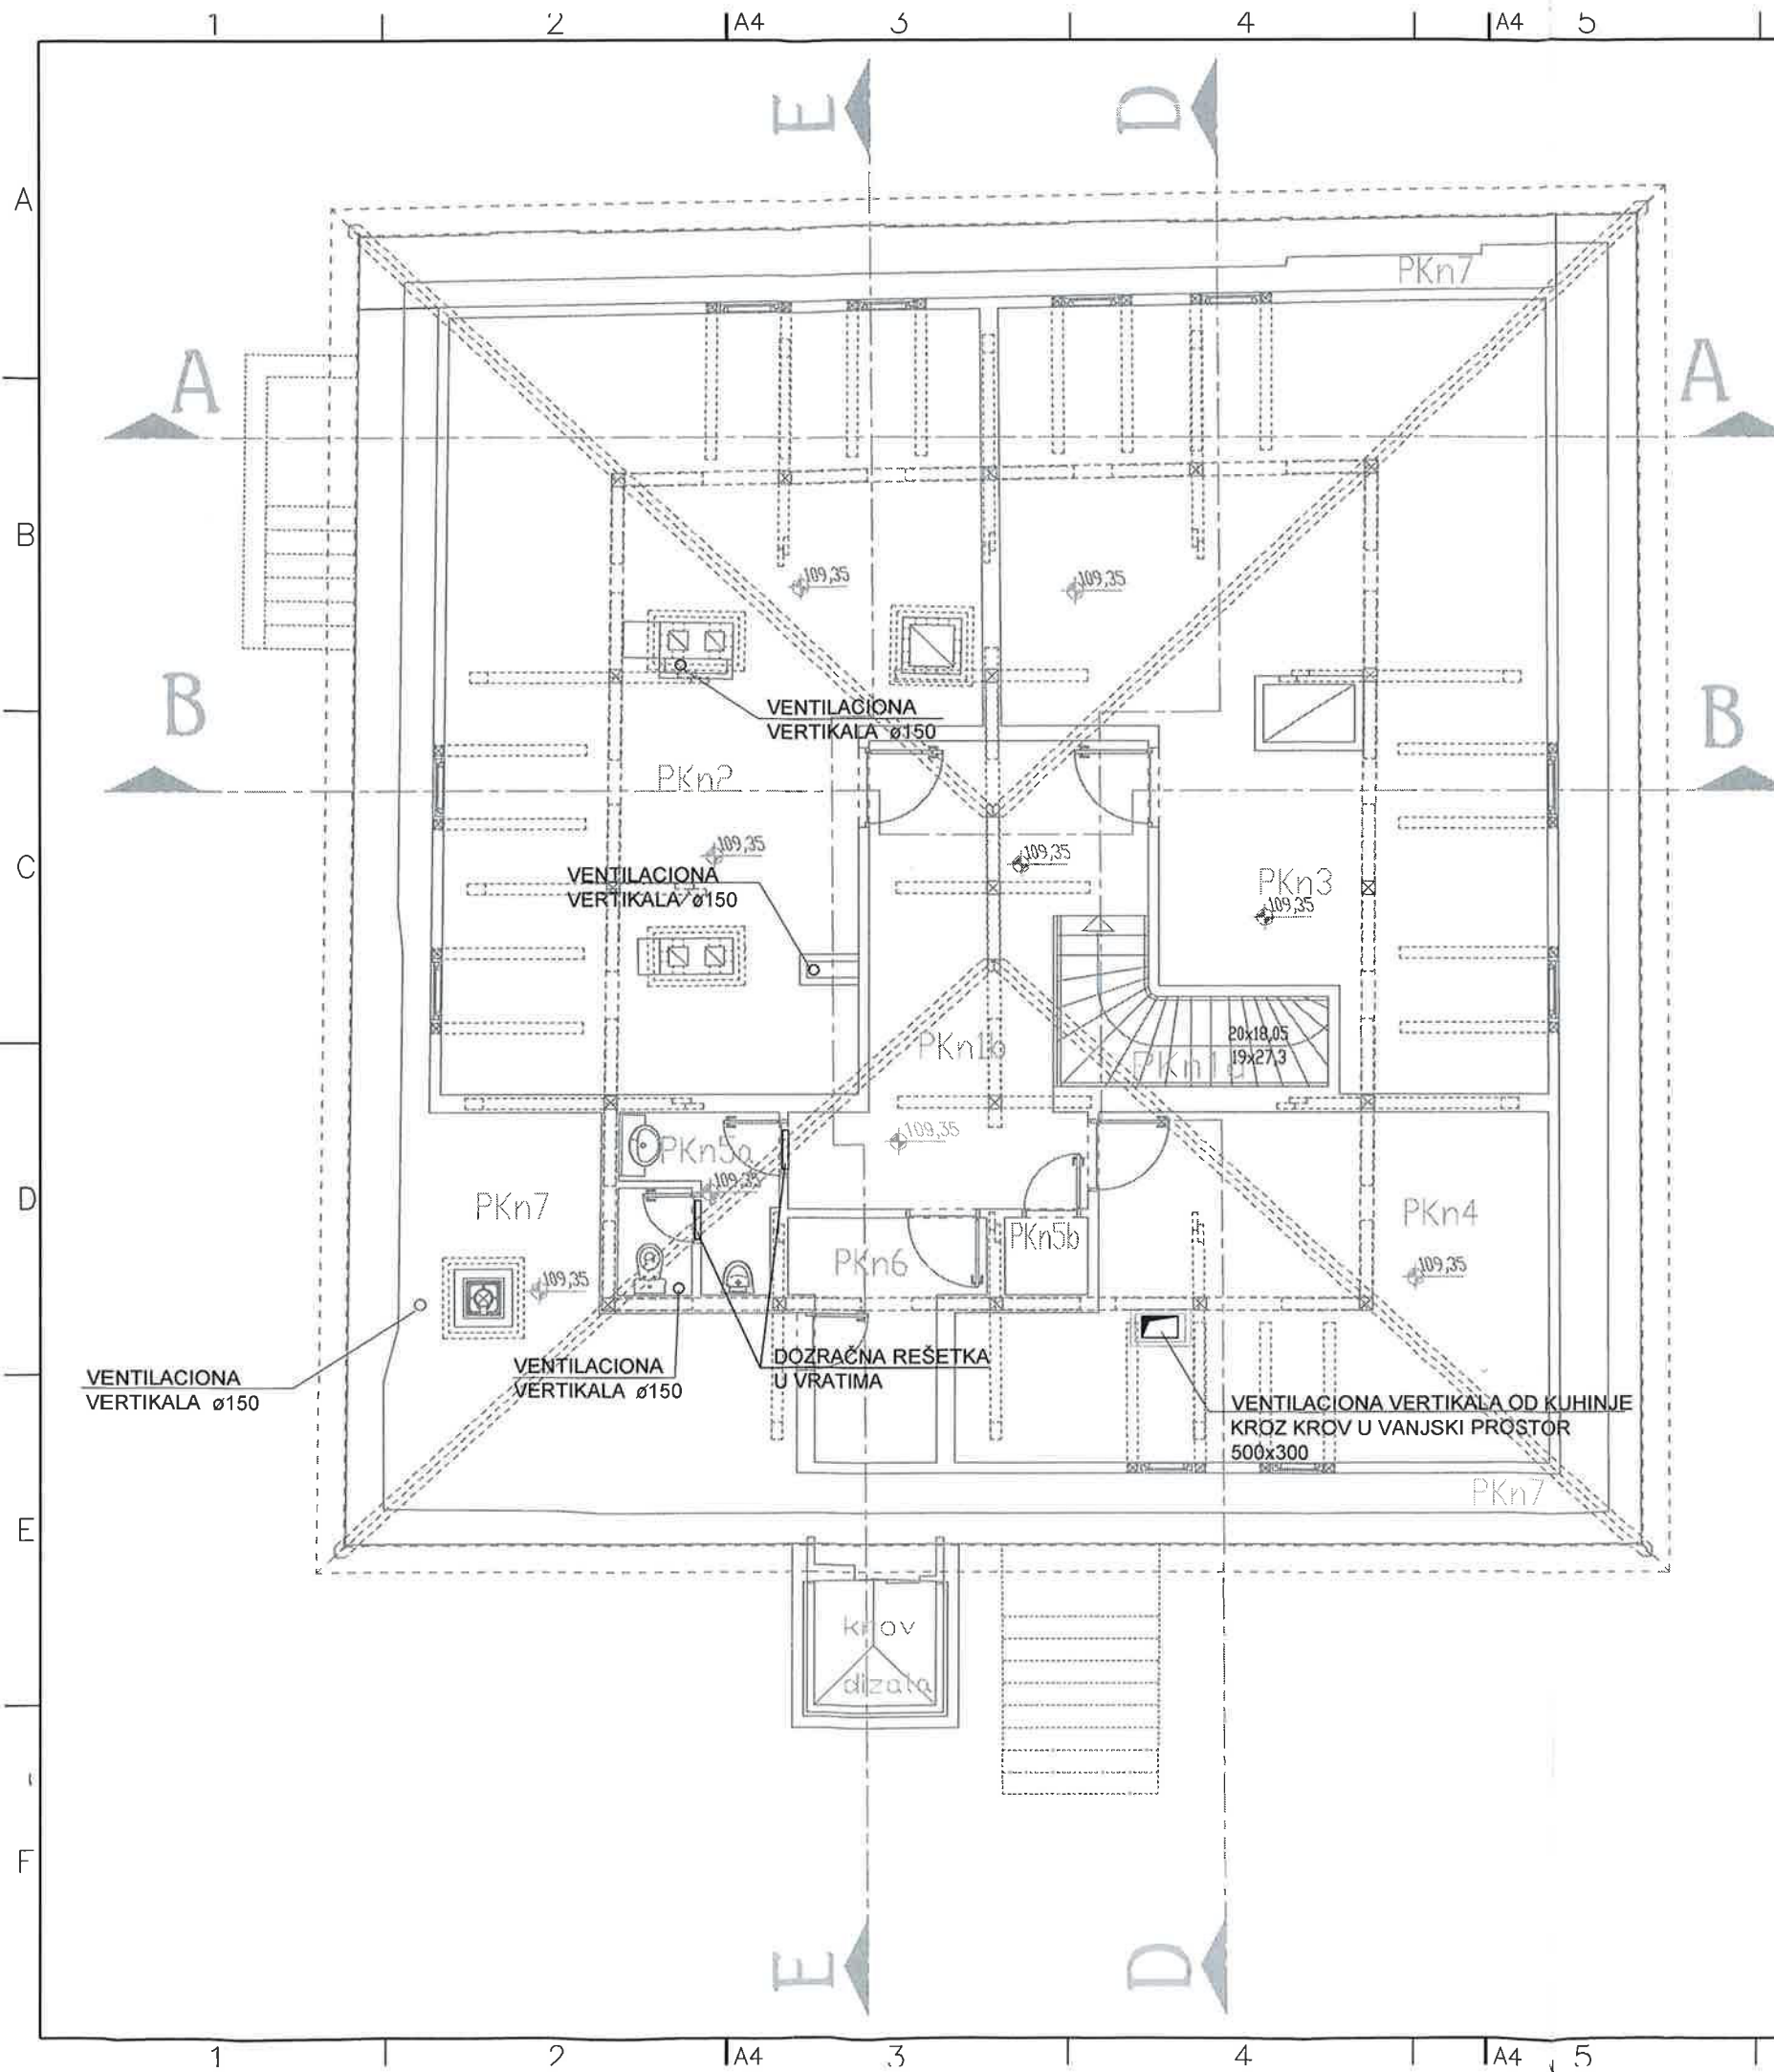 1 2 A4 3 4 A4 5
E D
A
PKn7
A A
B
109,35 109,35
B B
VENTILACIONA
VERTIKALA ø150
PKn2
109,35 109,35
C
VENTILACIONA
VERTIKALA ø150
PKn3
109,35
PKn1b
20x18,05
19x27,3
PKn1a
109,35
PKn5a
109,35
D
PKn7
PKn4
PKn5b
PKn6
109,35 109,35
DOZRAČNA REŠETKA
U VRATIMA
VENTILACIONA
VERTIKALA ø150
VENTILACIONA
VERTIKALA ø150
VENTILACIONA VERTIKALA OD KUHINJE
KROZ KROV U VANJSKI PROSTOR
500x300
PKn7
E
krov
dizala
F
E D
1 2 A4 3 4 A4 5